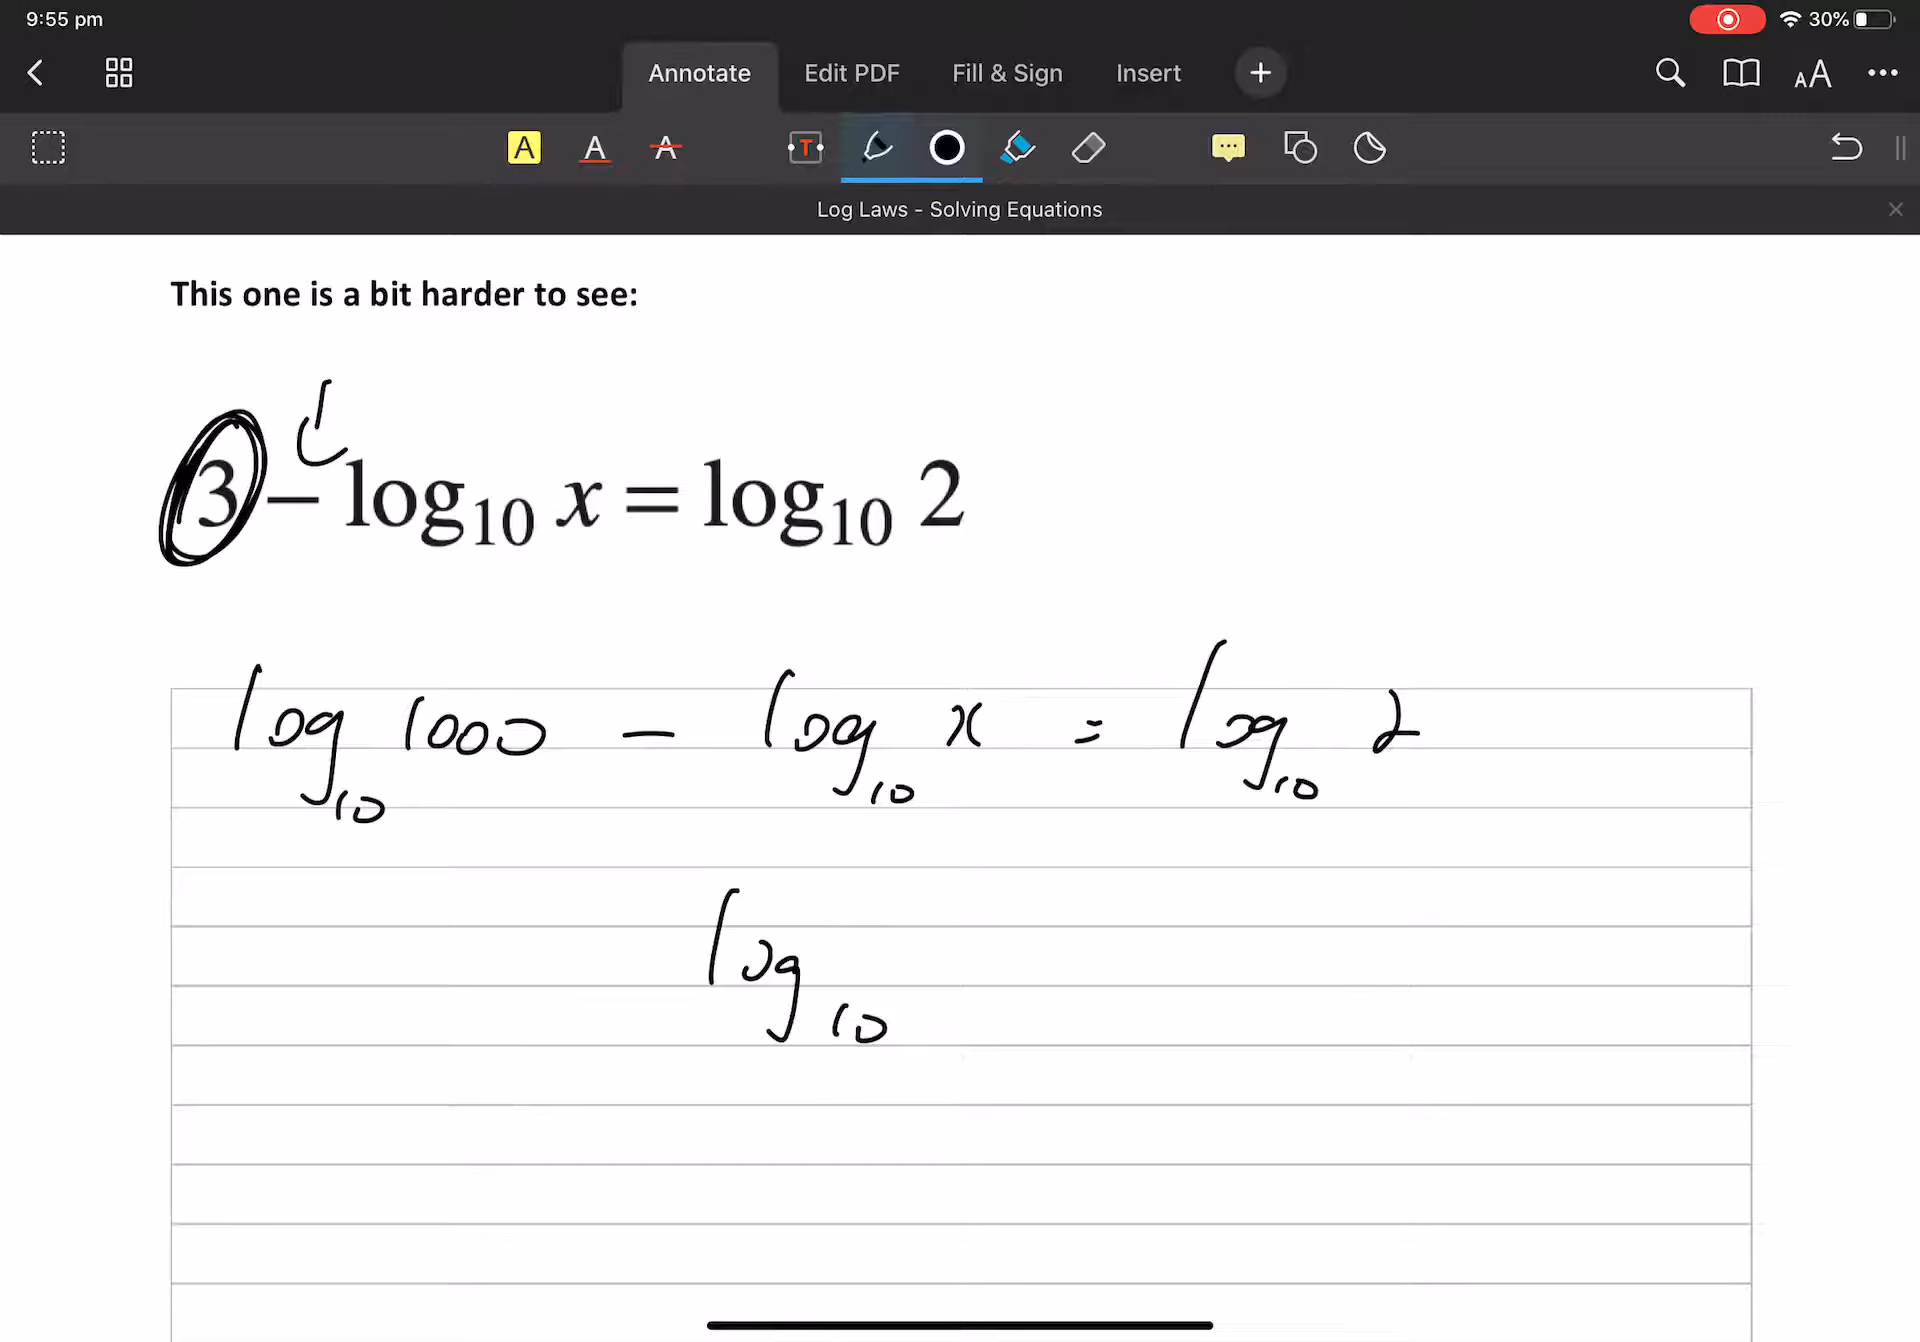 9:55 pm 30%
Annotate Edit PDF Fill & Sign Insert + AA
A A A T
Log Laws - Solving Equations
This one is a bit harder to see:
3 − log₁₀ x = log₁₀ 2
log₁₀ 1000 − log₁₀ x = log₁₀ 2
log₁₀